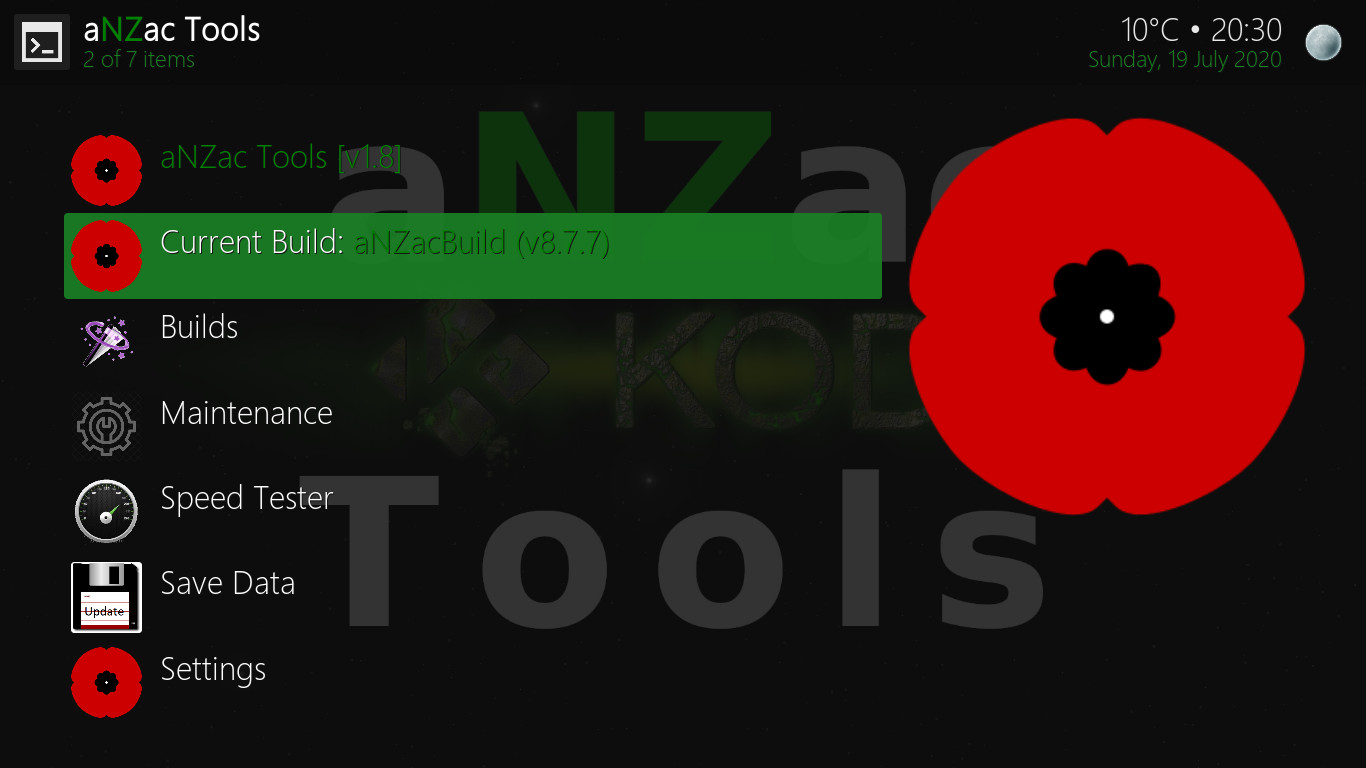 aNZac Tools
2 of 7 items
10°C • 20:30
Sunday, 19 July 2020
aNZac
aNZac Tools [v1.8]
Current Build: aNZacBuild (v8.7.7)
Builds
KOD
Maintenance
Speed Tester
Tools
Save Data
Update
Settings